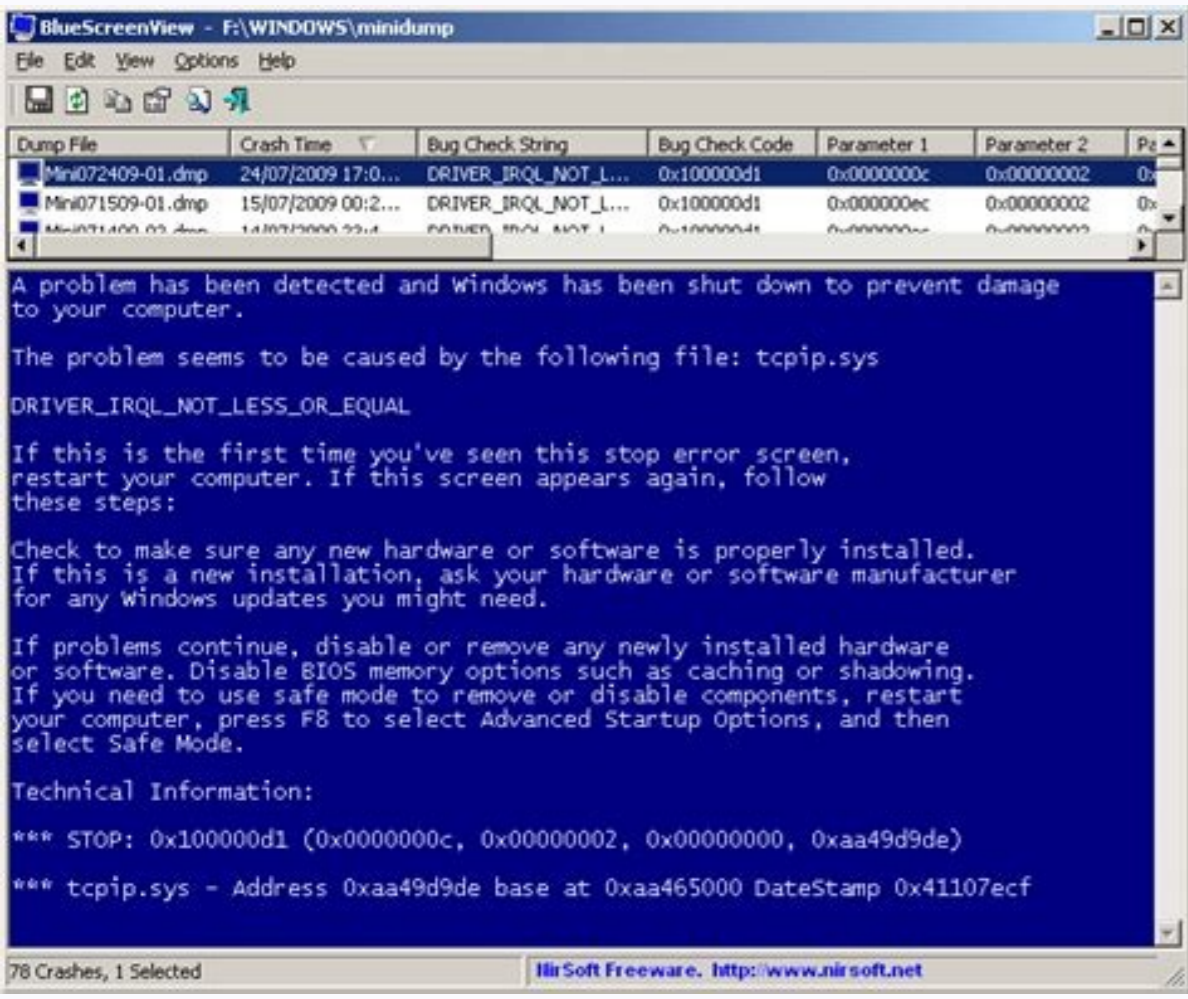 BlueScreenView - F:\WINDOWS\minidump
File Edit View Options Help
Dump File Crash Time Bug Check String Bug Check Code Parameter 1 Parameter 2 Pa
Mini072409-01.dmp 24/07/2009 17:0... DRIVER_IRQL_NOT_L... 0x100000d1 0x0000000c 0x00000002 0x
Mini071509-01.dmp 15/07/2009 00:2... DRIVER_IRQL_NOT_L... 0x100000d1 0x000000ec 0x00000002 0x
A problem has been detected and Windows has been shut down to prevent damage
to your computer.
The problem seems to be caused by the following file: tcpip.sys
DRIVER_IRQL_NOT_LESS_OR_EQUAL
If this is the first time you've seen this stop error screen,
restart your computer. If this screen appears again, follow
these steps:
Check to make sure any new hardware or software is properly installed.
If this is a new installation, ask your hardware or software manufacturer
for any Windows updates you might need.
If problems continue, disable or remove any newly installed hardware
or software. Disable BIOS memory options such as caching or shadowing.
If you need to use safe mode to remove or disable components, restart
your computer, press F8 to select Advanced Startup Options, and then
select Safe Mode.
Technical Information:
*** STOP: 0x100000d1 (0x0000000c, 0x00000002, 0x00000000, 0xaa49d9de)
*** tcpip.sys - Address 0xaa49d9de base at 0xaa465000 DateStamp 0x41107ecf
78 Crashes, 1 Selected
NirSoft Freeware. http://www.nirsoft.net